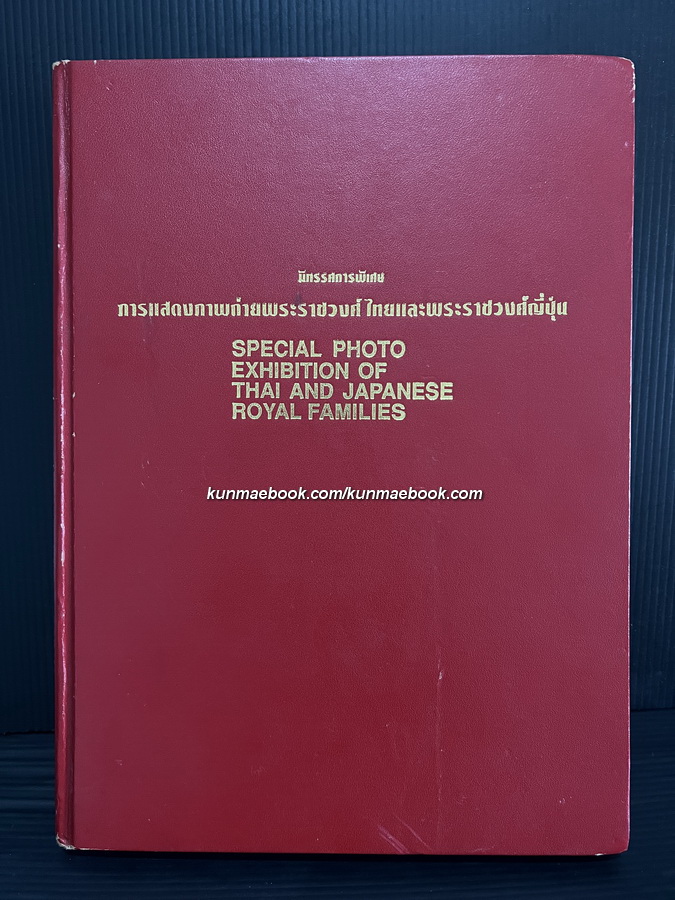 นิทรรศการพิเศษ
การแสดงภาพถ่ายพระราชวงศ์ไทยและพระราชวงศ์ญี่ปุ่น
SPECIAL PHOTO
EXHIBITION OF
THAI AND JAPANESE
ROYAL FAMILIES
kunmaebook.com/kunmaebook.com